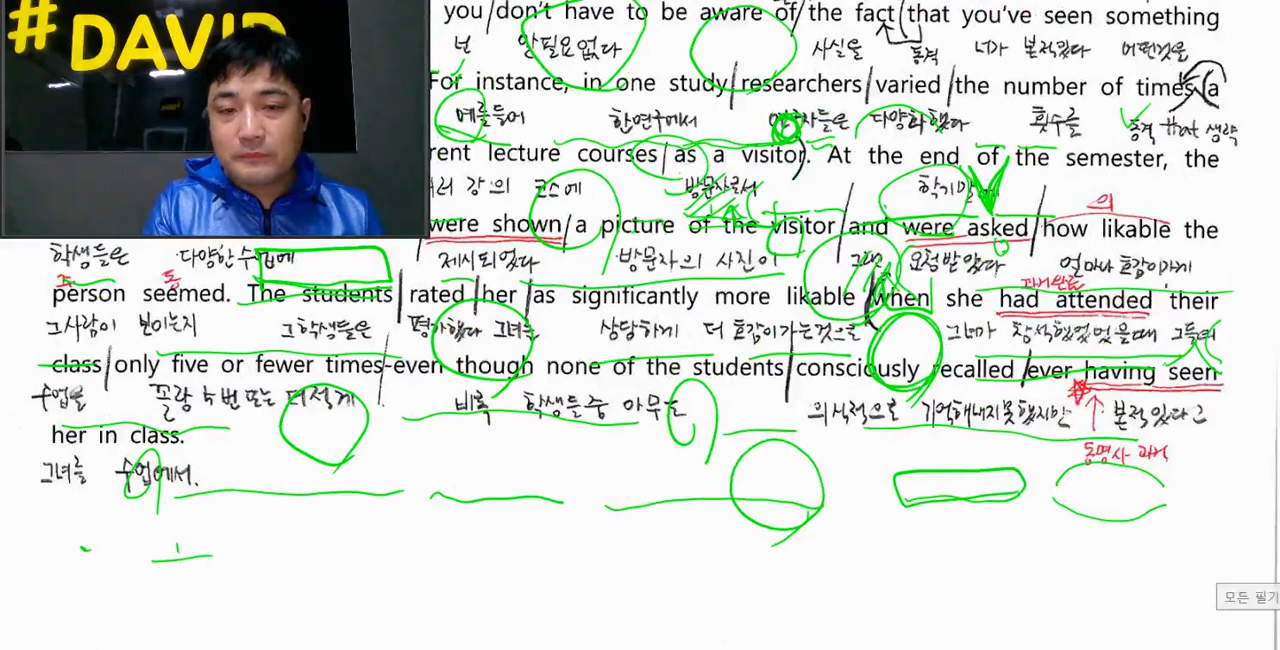 #DAVID
you don't have to be aware of the fact that you've seen something
넌 알필요없다 사실을 동격 너가 본적있다 어떤것을
For instance, in one study researchers varied the number of times a
예를들어 한연구에서 연구자들은 다양화했다 횟수를 동격 that 생략
rent lecture courses as a visitor. At the end of the semester, the
강의 코스에 방문자로서 학기말에
were shown a picture of the visitor and were asked how likable the
의
학생들은 다양한수업에 제시되었다 방문자의 사진이 그리고 요청받았다 얼마나 호감이가게
주 동 과거완료
person seemed. The students rated her as significantly more likable when she had attended their
그사람이 보이는지 그학생들은 평가했다 그녀를 상당하게 더 호감이가는것으로 그녀가 참석했었을때 그들의
class only five or fewer times-even though none of the students consciously recalled ever having seen
수업을 꼴랑 5번 또는 더적게 비록 학생들중 아무도 의식적으로 기억해내지못했지만 본적있다고
her in class. 동명사 과거
그녀를 수업에서.
모든 필기